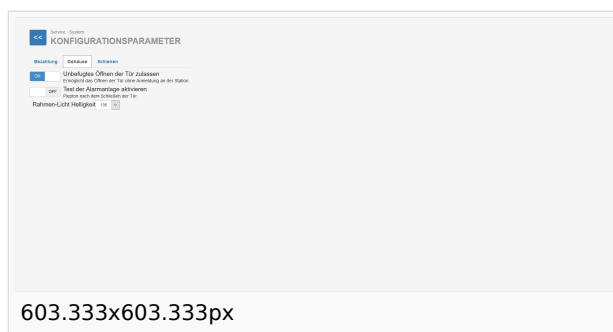 <<
Service / System
KONFIGURATIONSPARAMETER
Bezahlung Gehäuse Schienen
ON Unbefugtes Öffnen der Tür zulassen
Ermöglicht das Öffnen der Tür ohne Anmeldung an der Station.
OFF Test der Alarmanlage aktivieren
Piepton nach dem Schließen der Tür
Rahmen-Licht Helligkeit 100
603.333x603.333px